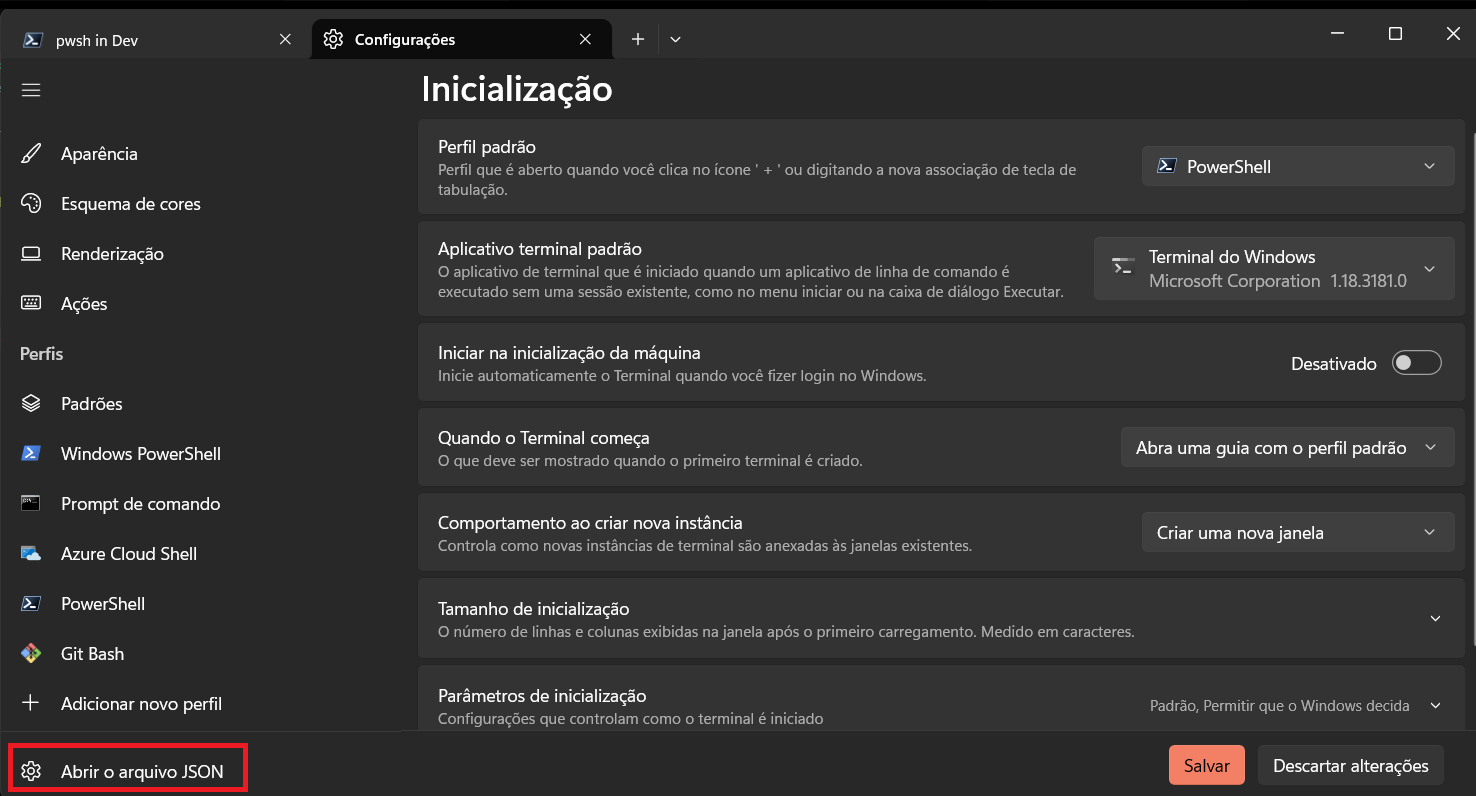 pwsh in Dev
Configurações
Aparência
Esquema de cores
Renderização
Ações
Perfis
Padrões
Windows PowerShell
Prompt de comando
Azure Cloud Shell
PowerShell
Git Bash
Adicionar novo perfil
Abrir o arquivo JSON
Inicialização
Perfil padrão
Perfil que é aberto quando você clica no ícone ' + ' ou digitando a nova associação de tecla de
tabulação.
PowerShell
Aplicativo terminal padrão
O aplicativo de terminal que é iniciado quando um aplicativo de linha de comando é
executado sem uma sessão existente, como no menu iniciar ou na caixa de diálogo Executar.
Terminal do Windows
Microsoft Corporation 1.18.3181.0
Iniciar na inicialização da máquina
Inicie automaticamente o Terminal quando você fizer login no Windows.
Desativado
Quando o Terminal começa
O que deve ser mostrado quando o primeiro terminal é criado.
Abra uma guia com o perfil padrão
Comportamento ao criar nova instância
Controla como novas instâncias de terminal são anexadas às janelas existentes.
Criar uma nova janela
Tamanho de inicialização
O número de linhas e colunas exibidas na janela após o primeiro carregamento. Medido em caracteres.
Parâmetros de inicialização
Configurações que controlam como o terminal é iniciado
Padrão, Permitir que o Windows decida
Salvar
Descartar alterações